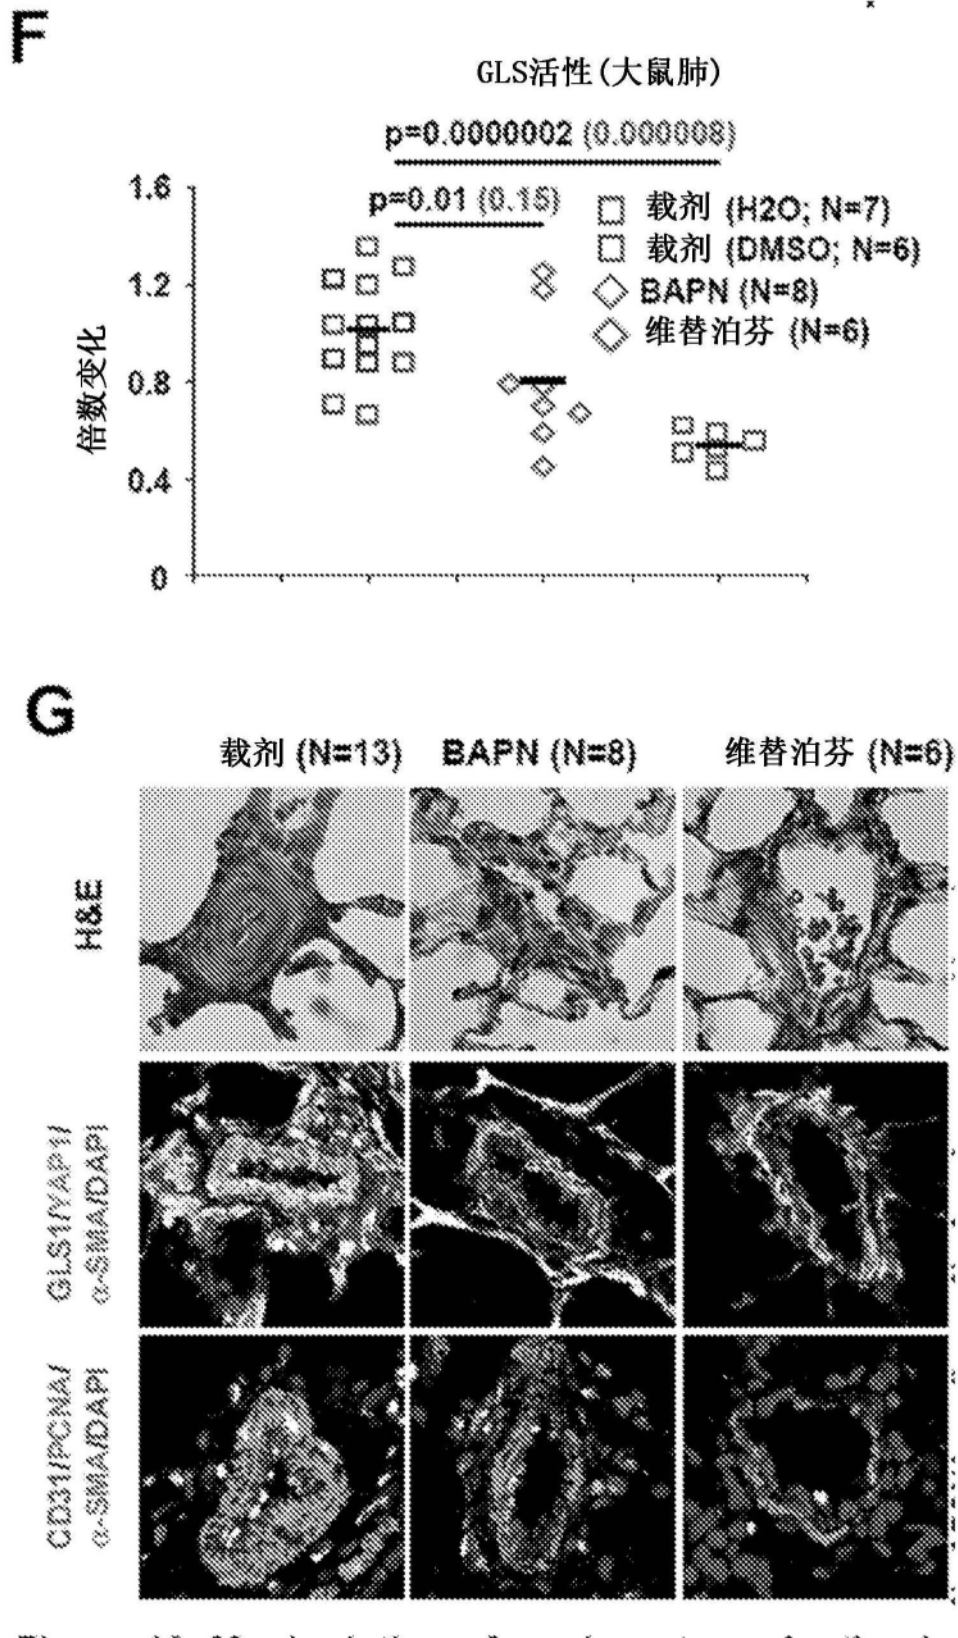 F
GLS活性(大鼠肺)
p=0.0000002 (0.000008)
p=0.01 (0.15)
载剂 (H2O; N=7)
载剂 (DMSO; N=6)
BAPN (N=8)
维替泊芬 (N=6)
倍数变化
1.6
1.2
0.8
0.4
0
G
载剂 (N=13)
BAPN (N=8)
维替泊芬 (N=6)
H&E
GLS1/YAP1/
α-SMA/DAPI
CD31/PCNA/
α-SMA/DAPI